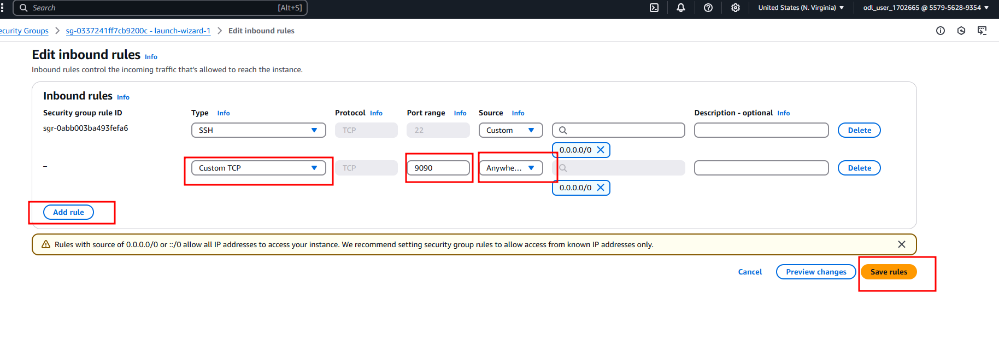 Search [Alt+S] United States (N. Virginia) odl_user_1702665 @ 5579-5628-9354
ecurity Groups > sg-0337241ff7cb9200c - launch-wizard-1 > Edit inbound rules
Edit inbound rules Info
Inbound rules control the incoming traffic that's allowed to reach the instance.
Inbound rules Info
Security group rule ID Type Info Protocol Info Port range Info Source Info Description - optional Info
sgr-0abb003ba493fefa6 SSH TCP 22 Custom Delete
0.0.0.0/0
– Custom TCP TCP 9090 Anywhe... Delete
0.0.0.0/0
Add rule
Rules with source of 0.0.0.0/0 or ::/0 allow all IP addresses to access your instance. We recommend setting security group rules to allow access from known IP addresses only.
Cancel Preview changes Save rules